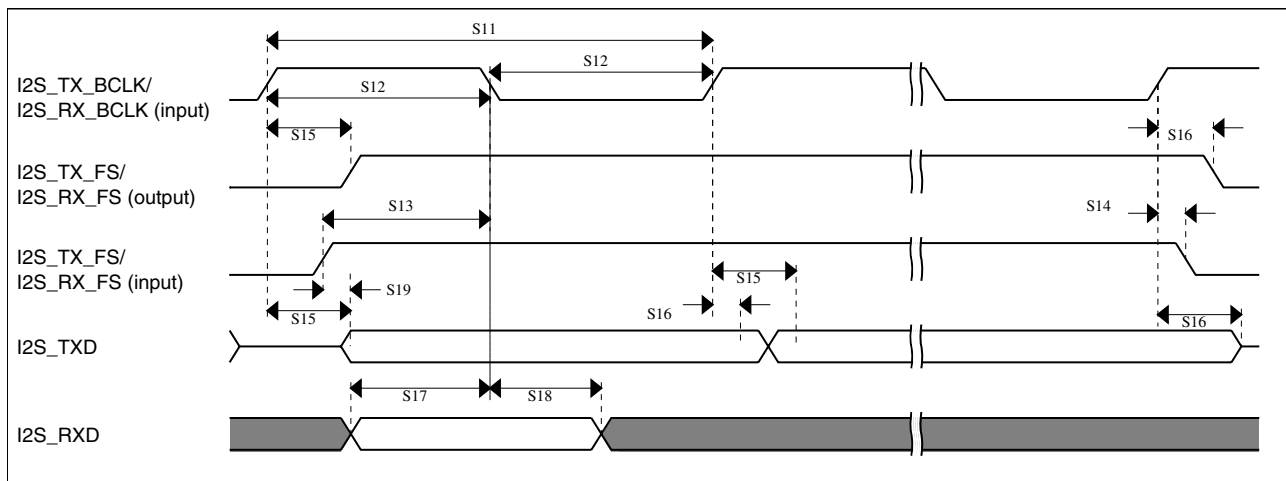 S11
S12
I2S_TX_BCLK/
I2S_RX_BCLK (input)
S12
S15
S16
I2S_TX_FS/
I2S_RX_FS (output)
S13
S14
I2S_TX_FS/
I2S_RX_FS (input)
S15
S19
S15
S16
S16
I2S_TXD
S17
S18
I2S_RXD